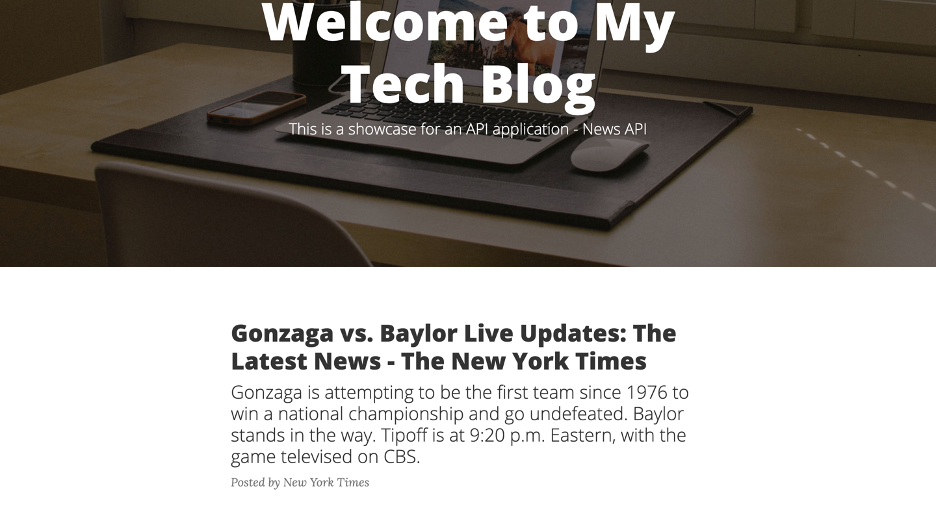 Welcome to My
Tech Blog
This is a showcase for an API application - News API
Gonzaga vs. Baylor Live Updates: The
Latest News - The New York Times
Gonzaga is attempting to be the first team since 1976 to
win a national championship and go undefeated. Baylor
stands in the way. Tipoff is at 9:20 p.m. Eastern, with the
game televised on CBS.
Posted by New York Times